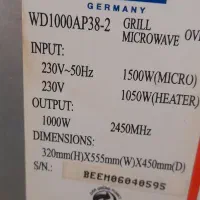 GERMANY
WD1000AP38-2 GRILL
MICROWAVE OV
INPUT:
230V~50Hz 1500W(MICRO)
230V 1050W(HEATER)
OUTPUT:
1000W 2450MHz
DIMENSIONS:
320mm(H)X555mm(W)X450mm(D)
S/N.: BEEM06040595